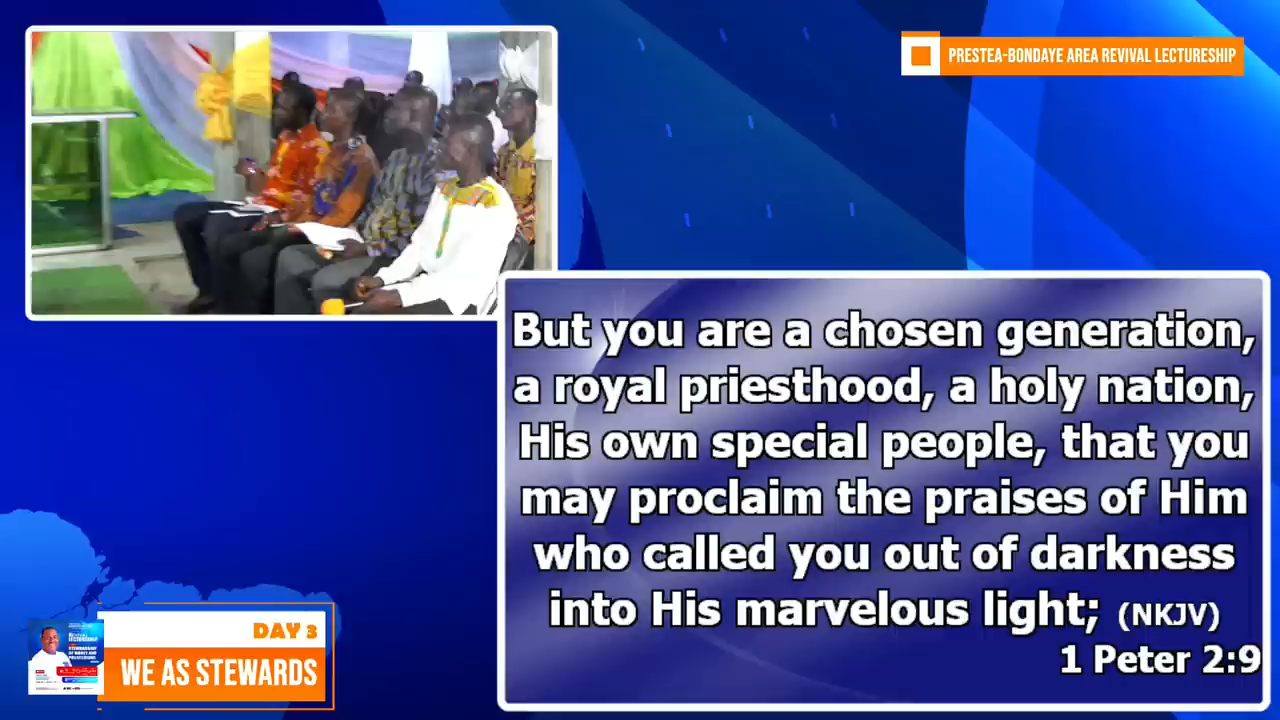 PRESTEA-BONDAYE AREA REVIVAL LECTURESHIP
But you are a chosen generation,
a royal priesthood, a holy nation,
His own special people, that you
may proclaim the praises of Him
who called you out of darkness
into His marvelous light; (NKJV)
1 Peter 2:9
DAY 3
WE AS STEWARDS